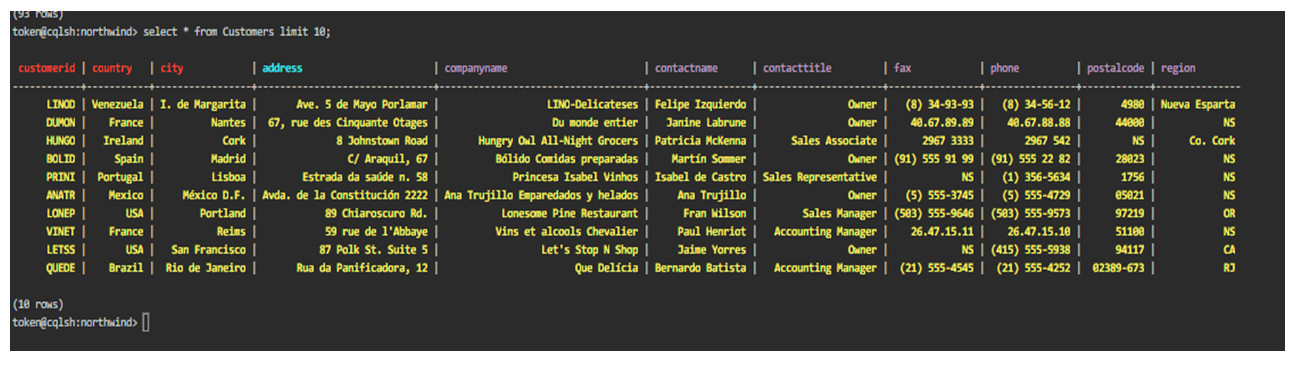 (93 rows)
token@cqlsh:northwind> select * from Customers limit 10;
customerid | country | city | address | companyname | contactname | contacttitle | fax | phone | postalcode | region
LINOD | Venezuela | I. de Margarita | Ave. 5 de Mayo Porlamar | LINO-Delicateses | Felipe Izquierdo | Owner | (8) 34-93-93 | (8) 34-56-12 | 4980 | Nueva Esparta
DUMON | France | Nantes | 67, rue des Cinquante Otages | Du monde entier | Janine Labrune | Owner | 40.67.89.89 | 40.67.88.88 | 44000 | NS
HUNGO | Ireland | Cork | 8 Johnstown Road | Hungry Owl All-Night Grocers | Patricia McKenna | Sales Associate | 2967 3333 | 2967 542 | NS | Co. Cork
BOLID | Spain | Madrid | C/ Araquil, 67 | Bólido Comidas preparadas | Martín Sommer | Owner | (91) 555 91 99 | (91) 555 22 82 | 28023 | NS
PRINI | Portugal | Lisboa | Estrada da saúde n. 58 | Princesa Isabel Vinhos | Isabel de Castro | Sales Representative | NS | (1) 356-5634 | 1756 | NS
ANATR | Mexico | México D.F. | Avda. de la Constitución 2222 | Ana Trujillo Emparedados y helados | Ana Trujillo | Owner | (5) 555-3745 | (5) 555-4729 | 05021 | NS
LONEP | USA | Portland | 89 Chiaroscuro Rd. | Lonesome Pine Restaurant | Fran Wilson | Sales Manager | (503) 555-9646 | (503) 555-9573 | 97219 | OR
VINET | France | Reims | 59 rue de l'Abbaye | Vins et alcools Chevalier | Paul Henriot | Accounting Manager | 26.47.15.11 | 26.47.15.10 | 51100 | NS
LETSS | USA | San Francisco | 87 Polk St. Suite 5 | Let's Stop N Shop | Jaime Yorres | Owner | NS | (415) 555-5938 | 94117 | CA
QUEDE | Brazil | Rio de Janeiro | Rua da Panificadora, 12 | Que Delícia | Bernardo Batista | Accounting Manager | (21) 555-4545 | (21) 555-4252 | 02389-673 | RJ
(10 rows)
token@cqlsh:northwind>